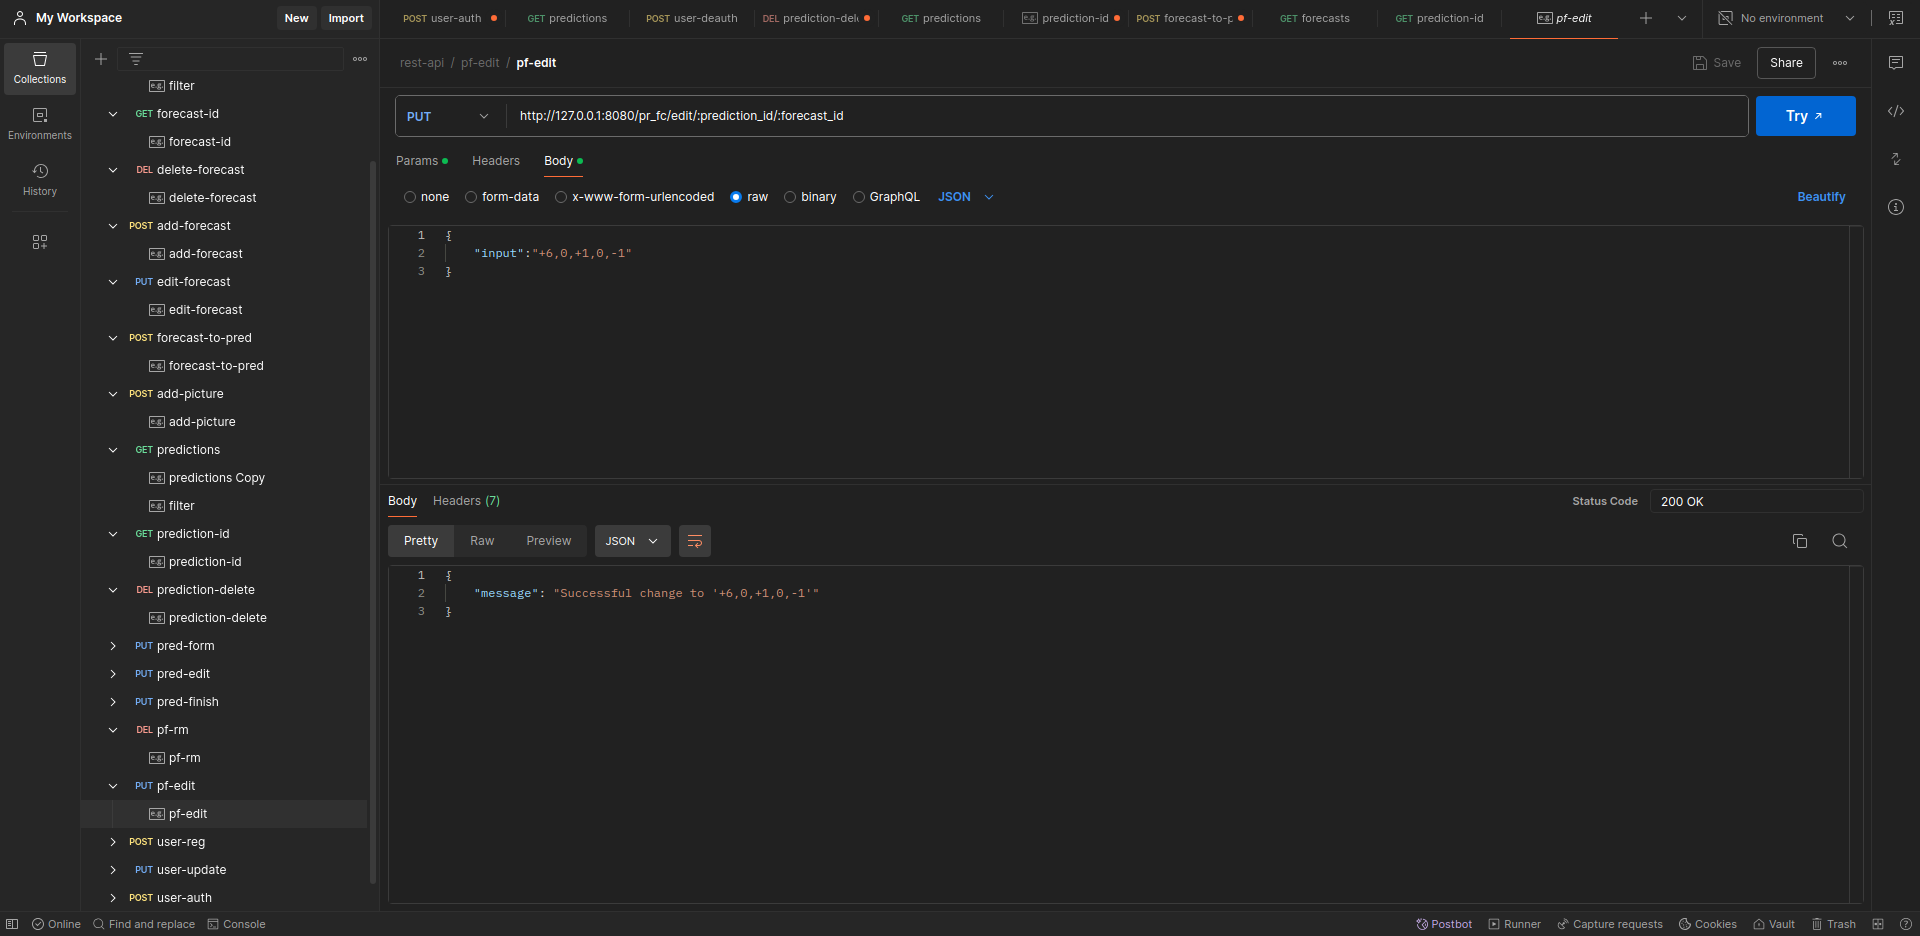 My Workspace
New
Import
POST user-auth
GET predictions
POST user-deauth
DEL prediction-del
GET predictions
e.g. prediction-id
POST forecast-to-p
GET forecasts
GET prediction-id
e.g. pf-edit
No environment
Collections
Environments
History
e.g. filter
GET forecast-id
e.g. forecast-id
DEL delete-forecast
e.g. delete-forecast
POST add-forecast
e.g. add-forecast
PUT edit-forecast
e.g. edit-forecast
POST forecast-to-pred
e.g. forecast-to-pred
POST add-picture
e.g. add-picture
GET predictions
e.g. predictions Copy
e.g. filter
GET prediction-id
e.g. prediction-id
DEL prediction-delete
e.g. prediction-delete
PUT pred-form
PUT pred-edit
PUT pred-finish
DEL pf-rm
e.g. pf-rm
PUT pf-edit
e.g. pf-edit
POST user-reg
PUT user-update
POST user-auth
rest-api / pf-edit / pf-edit
Save
Share
PUT
http://127.0.0.1:8080/pr_fc/edit/:prediction_id/:forecast_id
Try
Params
Headers
Body
none
form-data
x-www-form-urlencoded
raw
binary
GraphQL
JSON
Beautify
1 {
2 "input":"+6,0,+1,0,-1"
3 }
Body
Headers (7)
Status Code
200 OK
Pretty
Raw
Preview
JSON
1 {
2 "message": "Successful change to '+6,0,+1,0,-1'"
3 }
Online
Find and replace
Console
Postbot
Runner
Capture requests
Cookies
Vault
Trash